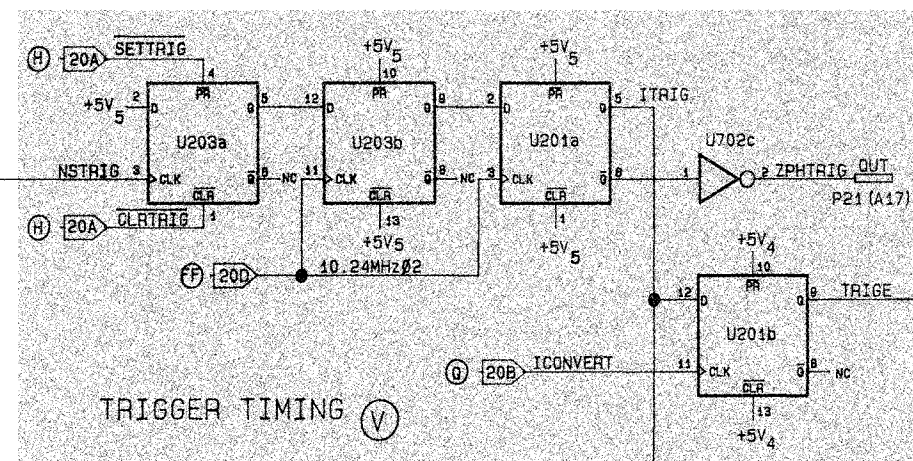 H 20A SETTRIG
+5V5
+5V5
4 10
PR PR PR
+5V5 2 D Q 5 12 D Q 9 2 D Q 5 ITRIG
U203a U203b U201a U702c
NSTRIG 3 CLK Q 6 NC 11 CLK Q 8 NC 3 CLK Q 6 1 2 ZPHTRIG OUT
P21 (A17)
CLR CLR CLR
H 20A CLRTRIG 1 13 1
+5V5 +5V5 +5V4
FF 20D 10.24MHzØ2 10
PR
12 D Q 9 TRIGE
U201b
Q 20B ICONVERT 11 CLK Q 8 NC
CLR
13
+5V4
TRIGGER TIMING V